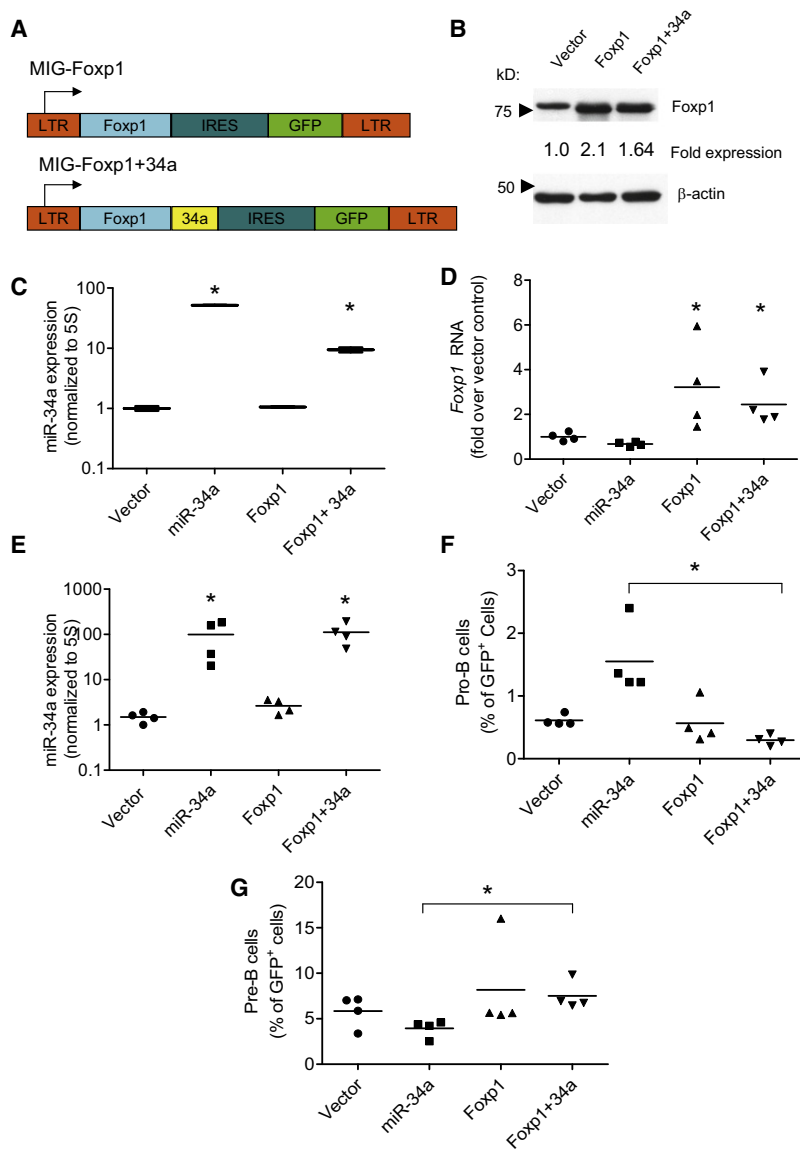 A
MIG-Foxp1
LTR Foxp1 IRES GFP LTR
MIG-Foxp1+34a
LTR Foxp1 34a IRES GFP LTR
B
Vector Foxp1 Foxp1+34a
kD:
75 Foxp1
1.0 2.1 1.64 Fold expression
50 β-actin
C
miR-34a expression
(normalized to 5S)
100
10
1
0.1
* *
Vector miR-34a Foxp1 Foxp1+ 34a
D
Foxp1 RNA
(fold over vector control)
8
6
4
2
0
* *
Vector miR-34a Foxp1 Foxp1+34a
E
miR-34a expression
(normalized to 5S)
1000
100
10
1
0.1
* *
Vector miR-34a Foxp1 Foxp1+34a
F
Pro-B cells
(% of GFP+ Cells)
3
2
1
0
*
Vector miR-34a Foxp1 Foxp1+34a
G
Pre-B cells
(% of GFP+ cells)
20
15
10
5
0
*
Vector miR-34a Foxp1 Foxp1+34a